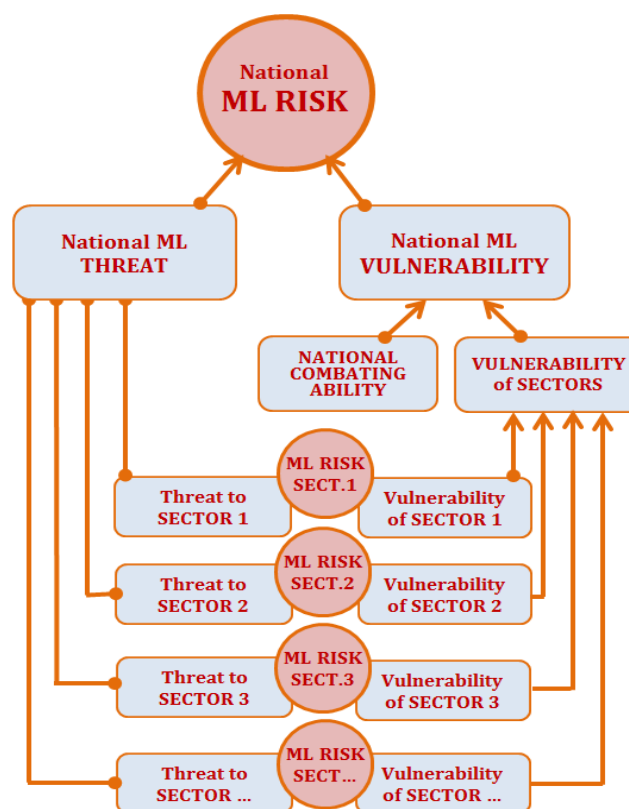 National
ML RISK
National ML
THREAT
National ML
VULNERABILITY
NATIONAL
COMBATING
ABILITY
VULNERABILITY
of SECTORS
Threat to
SECTOR 1
ML RISK
SECT.1
Vulnerability
of SECTOR 1
Threat to
SECTOR 2
ML RISK
SECT.2
Vulnerability
of SECTOR 2
Threat to
SECTOR 3
ML RISK
SECT.3
Vulnerability
of SECTOR 3
Threat to
SECTOR ...
ML RISK
SECT...
Vulnerability
of SECTOR ...